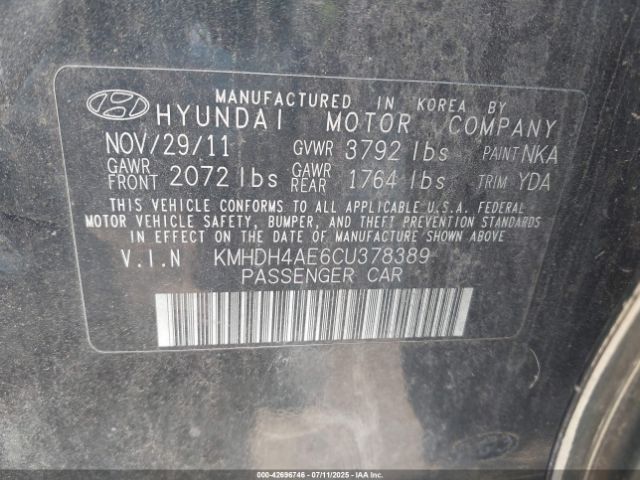 MANUFACTURED IN KOREA BY
HYUNDAI MOTOR COMPANY
NOV/29/11 GVWR 3792 lbs PAINT NKA
GAWR FRONT 2072 lbs GAWR REAR 1764 lbs TRIM YDA
THIS VEHICLE CONFORMS TO ALL APPLICABLE U.S.A. FEDERAL
MOTOR VEHICLE SAFETY, BUMPER, AND THEFT PREVENTION STANDARDS
IN EFFECT ON THE DATE OF MANUFACTURE SHOWN ABOVE
V.I.N KMHDH4AE6CU378389
PASSENGER CAR
000-42696746 - 07/11/2025 - IAAI.COM